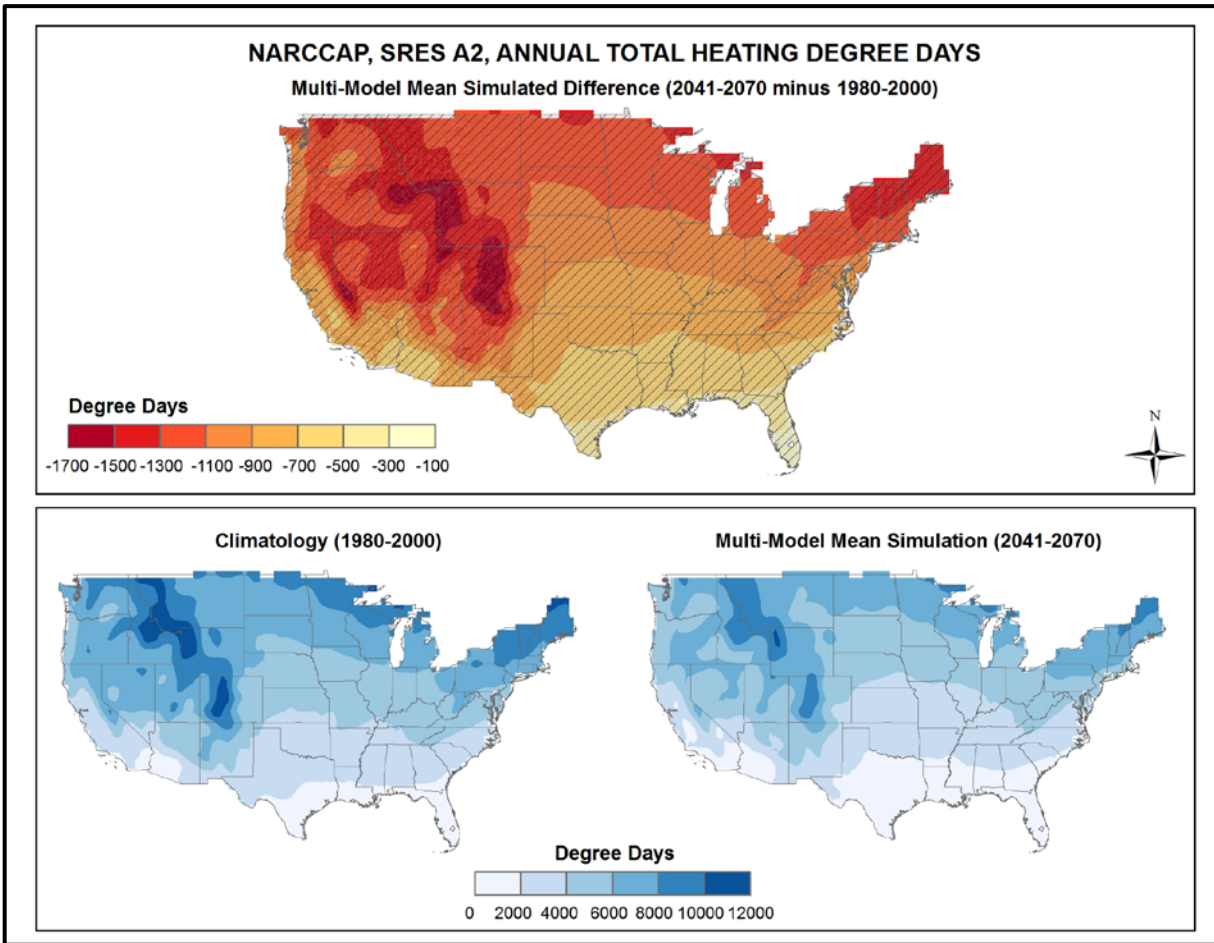 NARCCAP, SRES A2, ANNUAL TOTAL HEATING DEGREE DAYS
Multi-Model Mean Simulated Difference (2041-2070 minus 1980-2000)
Degree Days
-1700 -1500 -1300 -1100 -900 -700 -500 -300 -100
N
Climatology (1980-2000)
Multi-Model Mean Simulation (2041-2070)
Degree Days
0 2000 4000 6000 8000 10000 12000